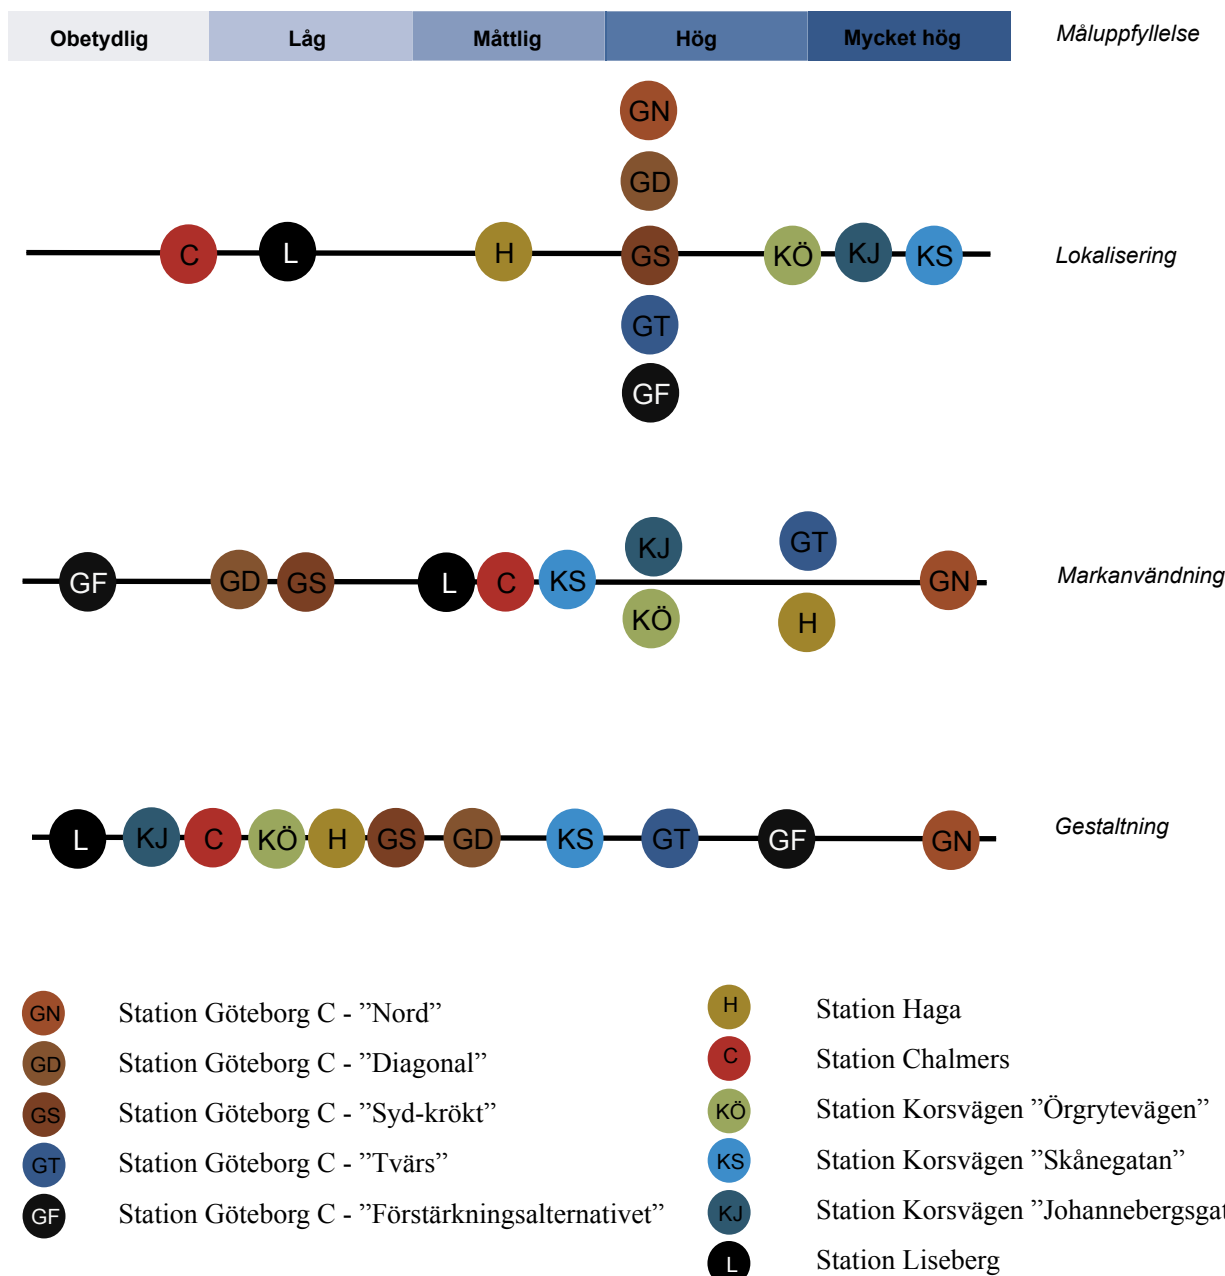 Obetydlig Låg Måttlig Hög Mycket hög Måluppfyllelse
GN
GD
C L H GS KÖ KJ KS Lokalisering
GT
GF
KJ GT
GF GD GS L C KS GN Markanvändning
KÖ H
L KJ C KÖ H GS GD KS GT GF GN Gestaltning
GN Station Göteborg C - ”Nord”
GD Station Göteborg C - ”Diagonal”
GS Station Göteborg C - ”Syd-krökt”
GT Station Göteborg C - ”Tvärs”
GF Station Göteborg C - ”Förstärkningsalternativet”
H Station Haga
C Station Chalmers
KÖ Station Korsvägen ”Örgrytevägen”
KS Station Korsvägen ”Skånegatan”
KJ Station Korsvägen ”Johannebergsgat
L Station Liseberg